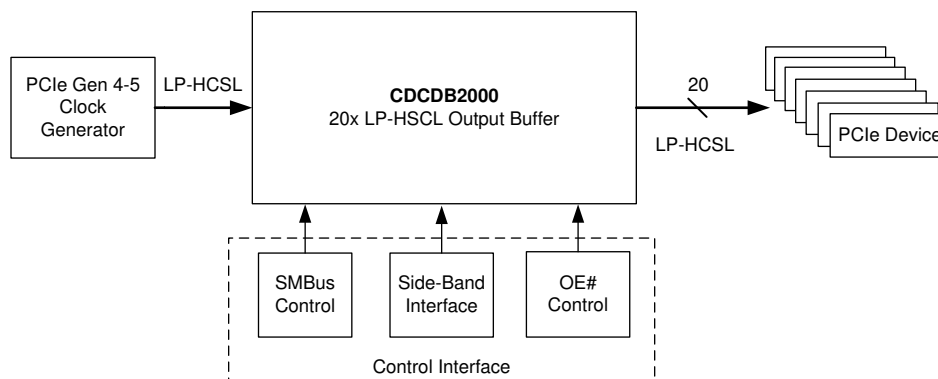 PCIe Gen 4-5
Clock
Generator
LP-HCSL
CDCDB2000
20x LP-HSCL Output Buffer
20
LP-HCSL
PCIe Device
SMBus
Control
Side-Band
Interface
OE#
Control
Control Interface